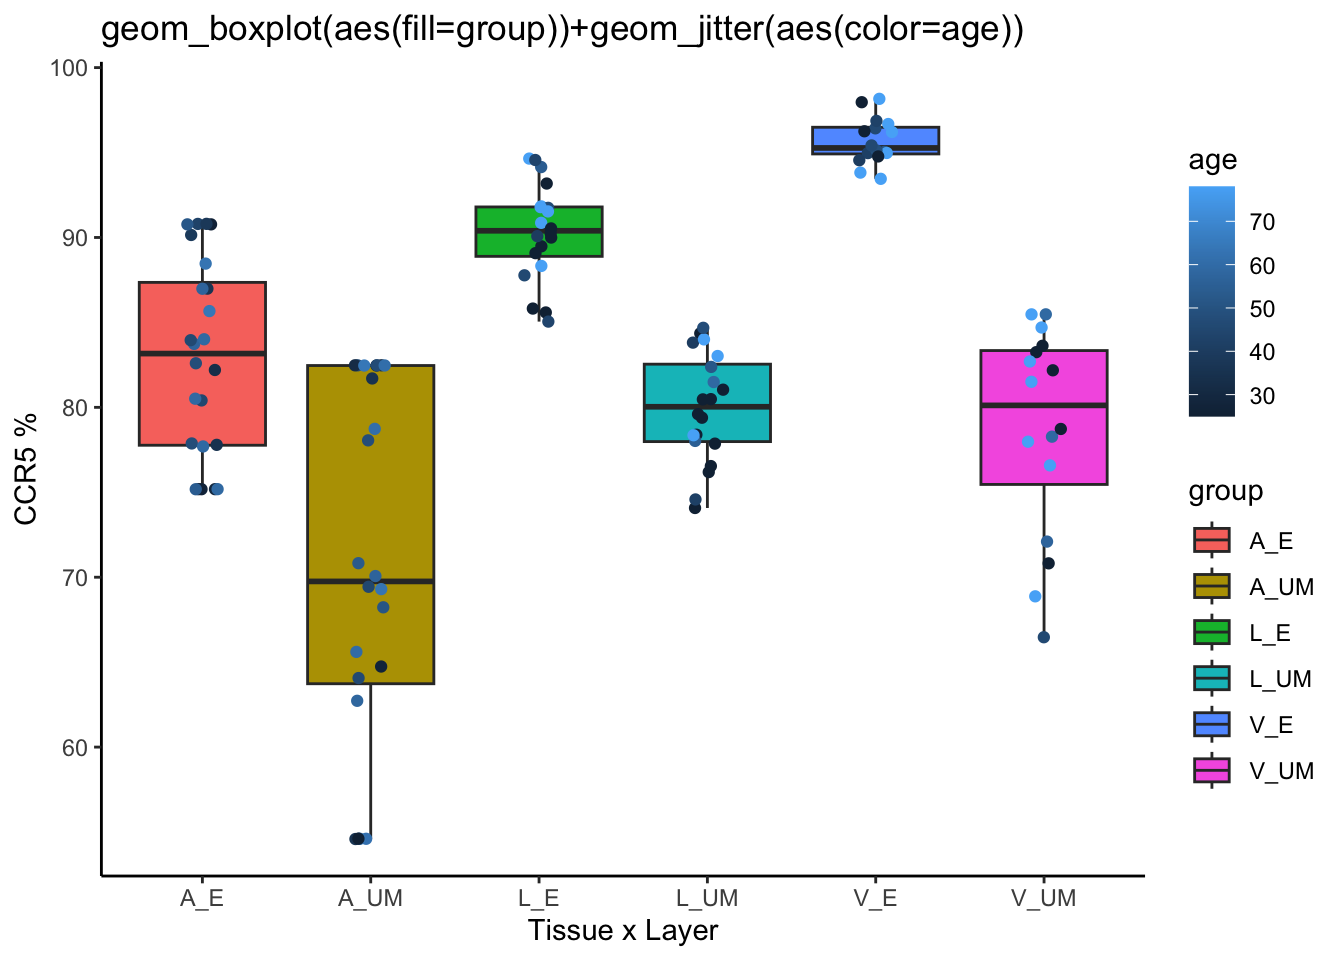 geom_boxplot(aes(fill=group))+geom_jitter(aes(color=age))
100
90
80
70
60
CCR5 %
A_E
A_UM
L_E
L_UM
V_E
V_UM
Tissue x Layer
age
70
60
50
40
30
group
A_E
A_UM
L_E
L_UM
V_E
V_UM